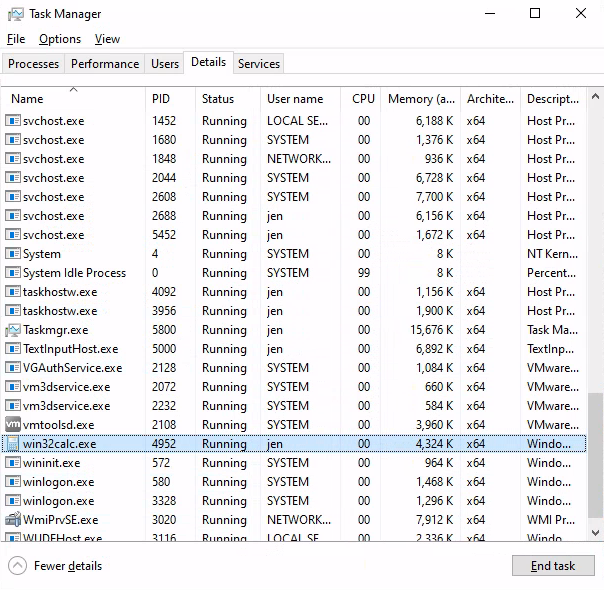 Task Manager
File Options View
Processes Performance Users Details Services
Name PID Status User name CPU Memory (a... Archite... Descript...
svchost.exe 1452 Running LOCAL SE... 00 6,188 K x64 Host Pr...
svchost.exe 1680 Running SYSTEM 00 1,376 K x64 Host Pr...
svchost.exe 1848 Running NETWORK... 00 936 K x64 Host Pr...
svchost.exe 2044 Running SYSTEM 00 6,728 K x64 Host Pr...
svchost.exe 2608 Running SYSTEM 00 7,700 K x64 Host Pr...
svchost.exe 2688 Running jen 00 6,156 K x64 Host Pr...
svchost.exe 5452 Running jen 00 1,672 K x64 Host Pr...
System 4 Running SYSTEM 00 8 K NT Kern...
System Idle Process 0 Running SYSTEM 99 8 K Percent...
taskhostw.exe 4092 Running jen 00 1,156 K x64 Host Pr...
taskhostw.exe 3956 Running jen 00 1,900 K x64 Host Pr...
Taskmgr.exe 5800 Running jen 00 15,676 K x64 Task Ma...
TextInputHost.exe 5000 Running jen 00 6,892 K x64 TextInp...
VGAuthService.exe 2128 Running SYSTEM 00 1,084 K x64 VMware...
vm3dservice.exe 2072 Running SYSTEM 00 660 K x64 VMware...
vm3dservice.exe 2232 Running SYSTEM 00 584 K x64 VMware...
vm vmtoolsd.exe 2108 Running SYSTEM 00 3,960 K x64 VMware...
win32calc.exe 4952 Running jen 00 4,324 K x64 Windo...
wininit.exe 572 Running SYSTEM 00 964 K x64 Windo...
winlogon.exe 580 Running SYSTEM 00 1,468 K x64 Windo...
winlogon.exe 3328 Running SYSTEM 00 1,296 K x64 Windo...
WmiPrvSE.exe 3020 Running NETWORK... 00 7,912 K x64 WMI Pr...
WUDFHost.exe 3116 Running LOCAL SE... 00 2,336 K x64 Windo...
Fewer details End task